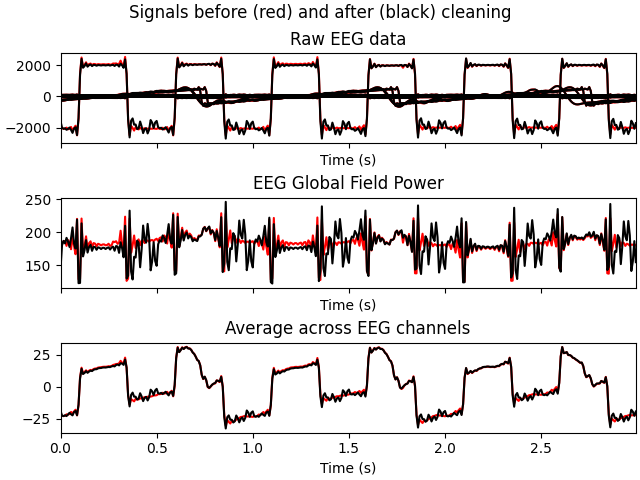 Signals before (red) and after (black) cleaning
Raw EEG data
2000
0
−2000
Time (s)
EEG Global Field Power
250
200
150
Time (s)
Average across EEG channels
25
0
−25
0.0 0.5 1.0 1.5 2.0 2.5
Time (s)